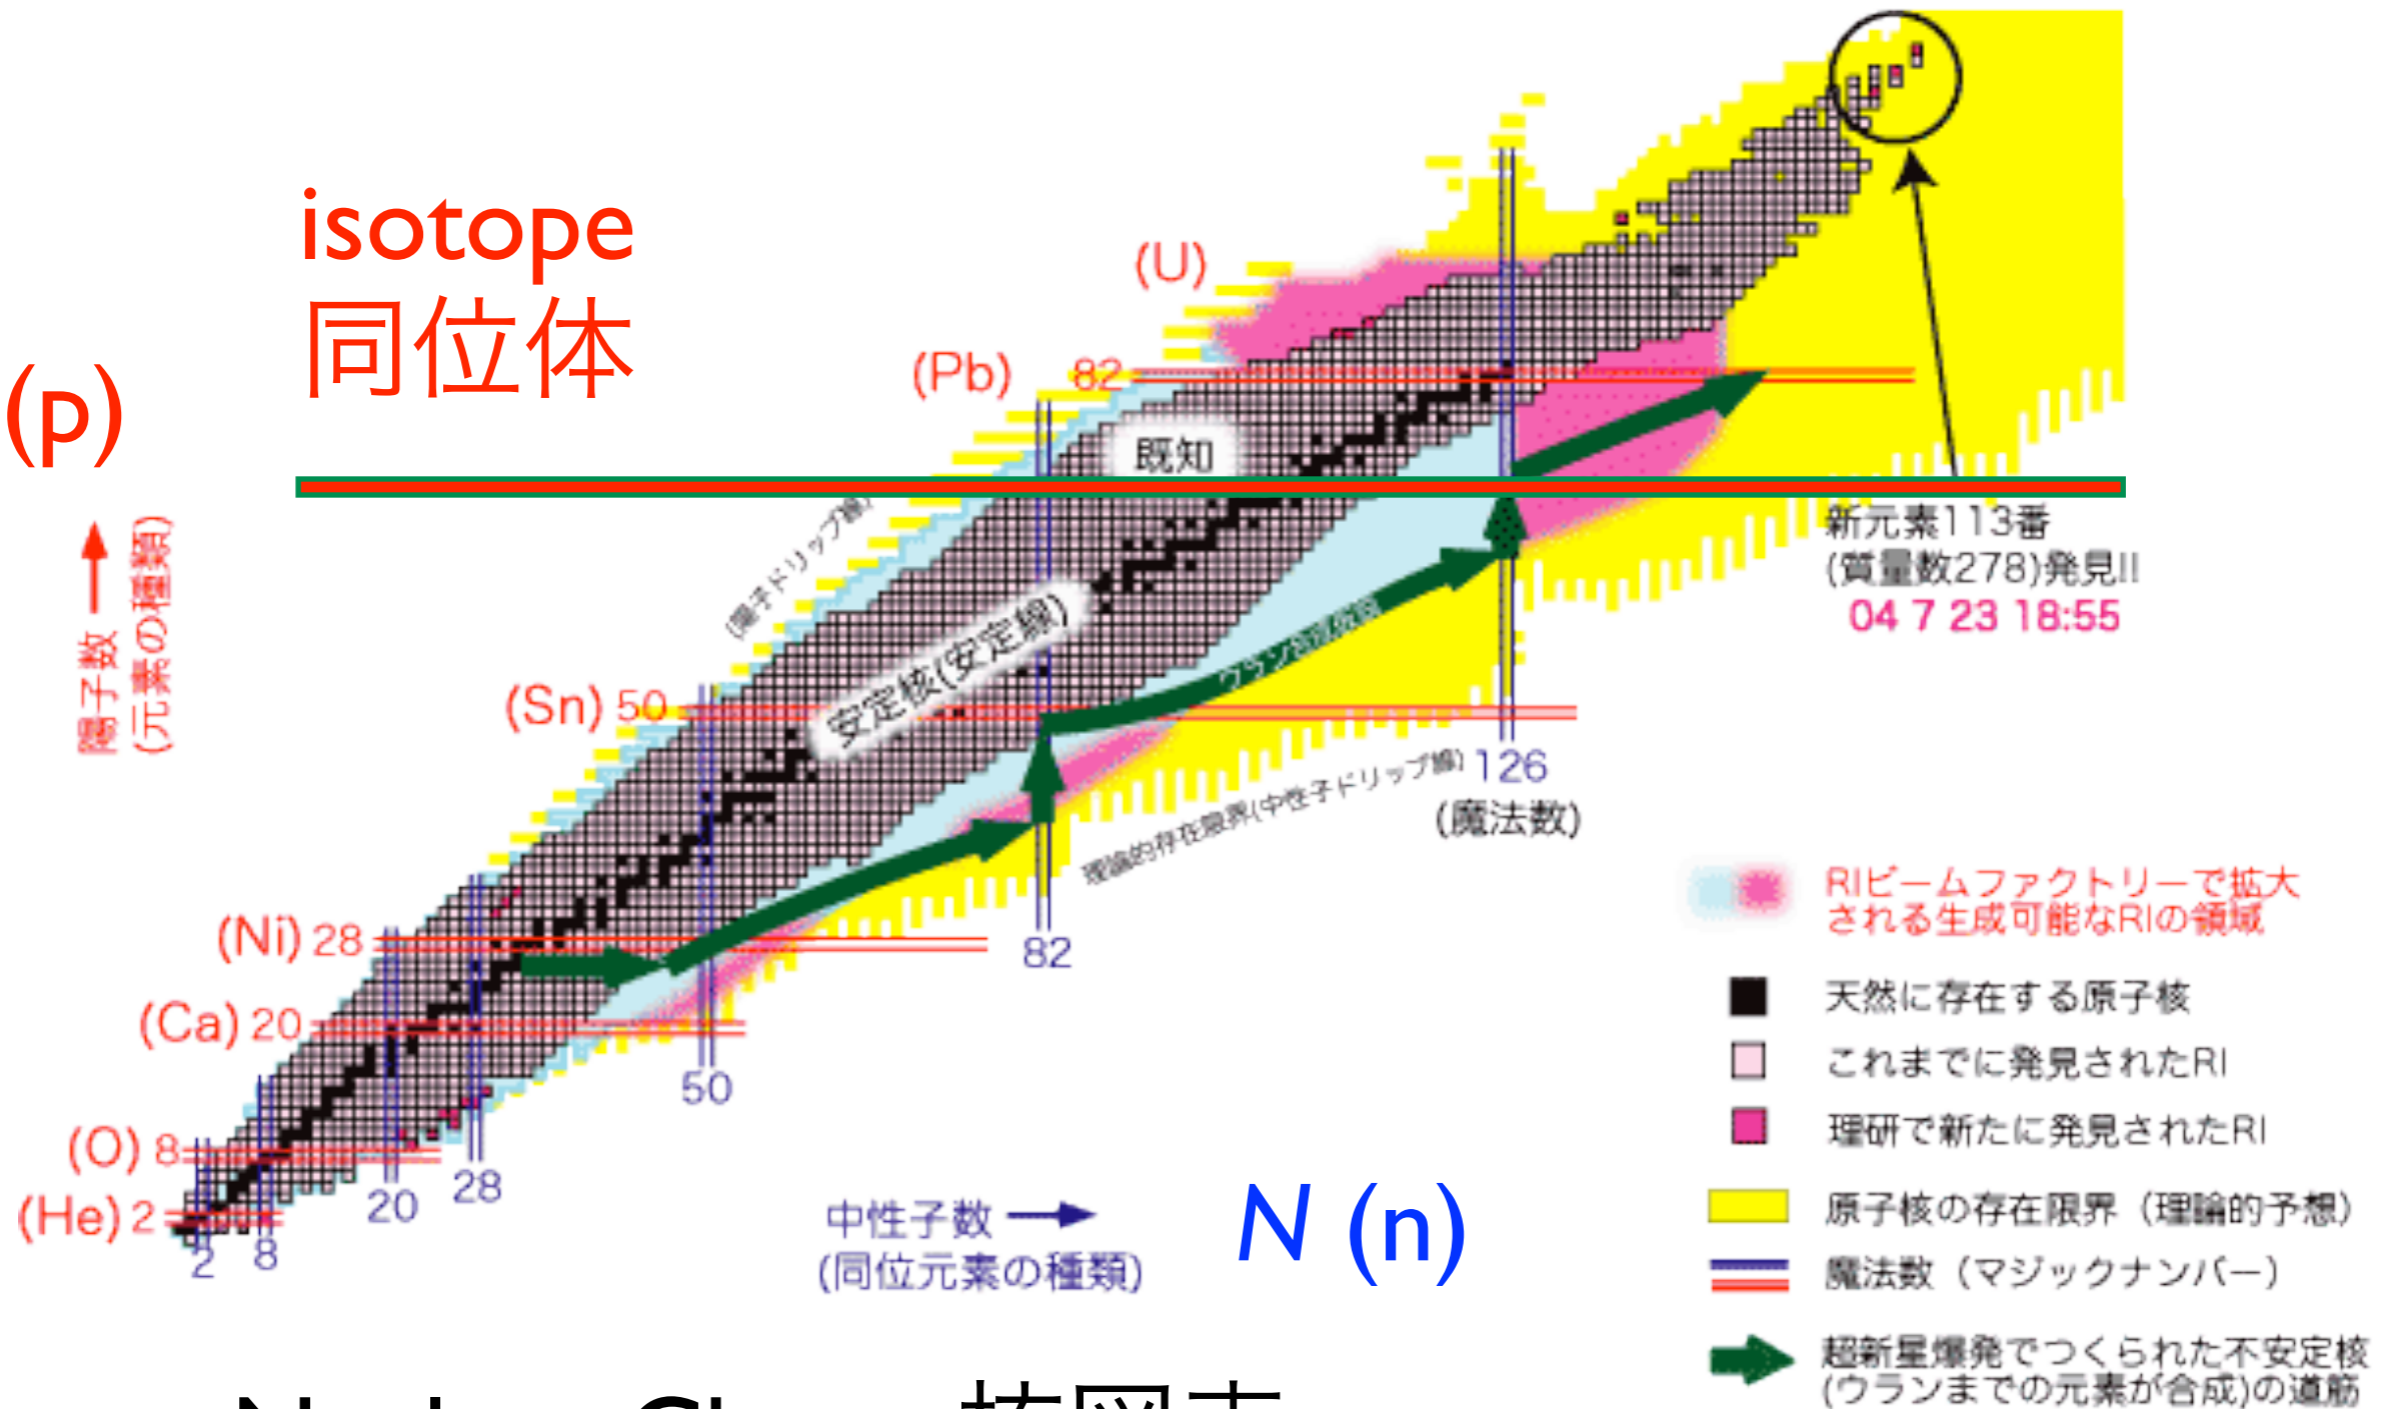 isotope
同位体
(p)
陽子数
(元素の種類)
(U)
(Pb) 82
(Sn) 50
(Ni) 28
(Ca) 20
(O) 8
(He) 2
既知
安定核(安定線)
(陽子ドリップ線)
ウラン合成仮説
理論的存在限界(中性子ドリップ線)
2
8
20
28
50
82
126
(魔法数)
新元素113番
(質量数278)発見!!
04 7 23 18:55
中性子数
(同位元素の種類)
N (n)
RIビームファクトリーで拡大
される生成可能なRIの領域
天然に存在する原子核
これまでに発見されたRI
理研で新たに発見されたRI
原子核の存在限界（理論的予想）
魔法数（マジックナンバー）
超新星爆発でつくられた不安定核
(ウランまでの元素が合成)の道筋